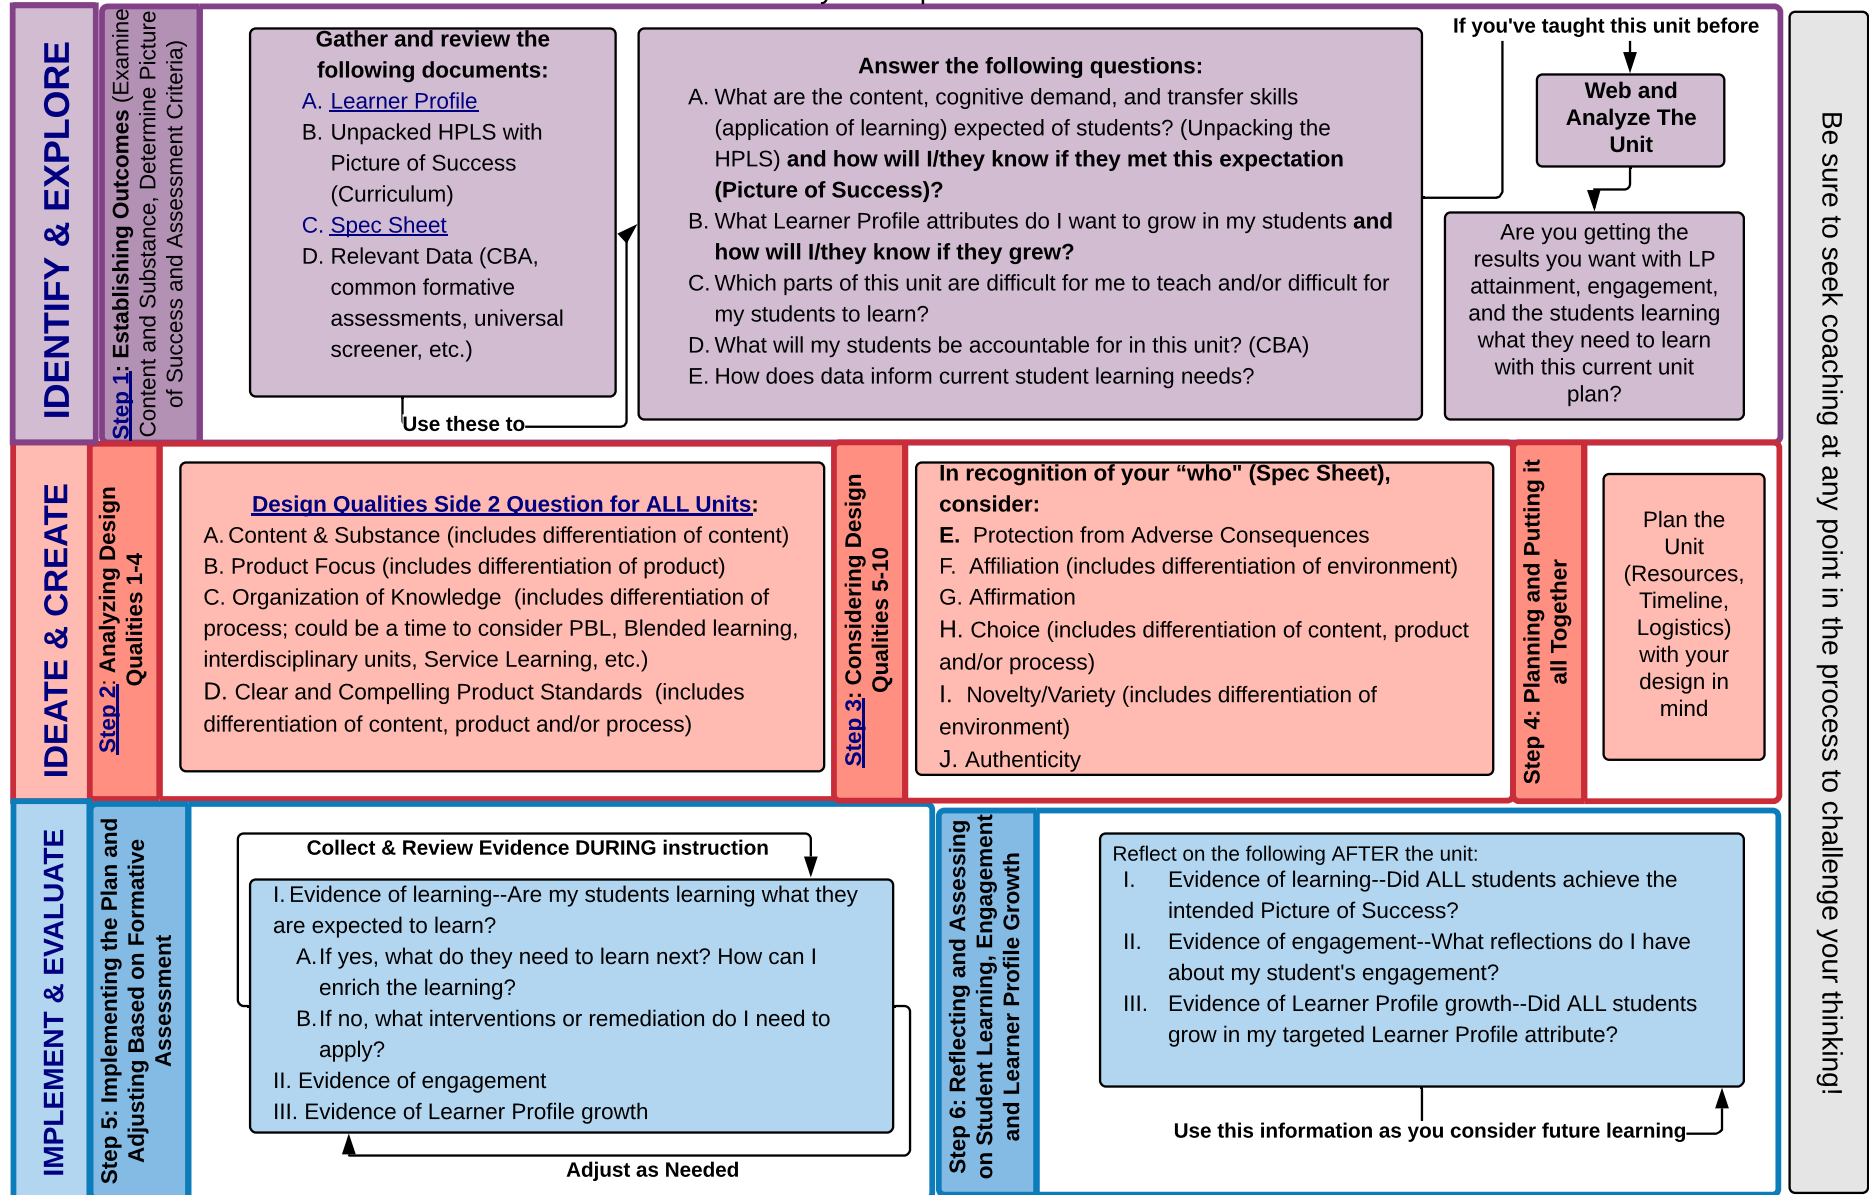 IDENTIFY & EXPLORE
Step 1: Establishing Outcomes (Examine
Content and Substance, Determine Picture
of Success and Assessment Criteria)
Gather and review the
following documents:
A. Learner Profile
B. Unpacked HPLS with
Picture of Success
(Curriculum)
C. Spec Sheet
D. Relevant Data (CBA,
common formative
assessments, universal
screener, etc.)
Use these to
Answer the following questions:
A. What are the content, cognitive demand, and transfer skills
(application of learning) expected of students? (Unpacking the
HPLS) and how will I/they know if they met this expectation
(Picture of Success)?
B. What Learner Profile attributes do I want to grow in my students and
how will I/they know if they grew?
C. Which parts of this unit are difficult for me to teach and/or difficult for
my students to learn?
D. What will my students be accountable for in this unit? (CBA)
E. How does data inform current student learning needs?
If you've taught this unit before
Web and
Analyze The
Unit
Are you getting the
results you want with LP
attainment, engagement,
and the students learning
what they need to learn
with this current unit
plan?
IDEATE & CREATE
Step 2: Analyzing Design
Qualities 1-4
Design Qualities Side 2 Question for ALL Units:
A. Content & Substance (includes differentiation of content)
B. Product Focus (includes differentiation of product)
C. Organization of Knowledge (includes differentiation of
process; could be a time to consider PBL, Blended learning,
interdisciplinary units, Service Learning, etc.)
D. Clear and Compelling Product Standards (includes
differentiation of content, product and/or process)
Step 3: Considering Design
Qualities 5-10
In recognition of your “who" (Spec Sheet),
consider:
E. Protection from Adverse Consequences
F. Affiliation (includes differentiation of environment)
G. Affirmation
H. Choice (includes differentiation of content, product
and/or process)
I. Novelty/Variety (includes differentiation of
environment)
J. Authenticity
Step 4: Planning and Putting it
all Together
Plan the
Unit
(Resources,
Timeline,
Logistics)
with your
design in
mind
IMPLEMENT & EVALUATE
Step 5: Implementing the Plan and
Adjusting Based on Formative
Assessment
Collect & Review Evidence DURING instruction
I. Evidence of learning--Are my students learning what they
are expected to learn?
A. If yes, what do they need to learn next? How can I
enrich the learning?
B. If no, what interventions or remediation do I need to
apply?
II. Evidence of engagement
III. Evidence of Learner Profile growth
Adjust as Needed
Step 6: Reflecting and Assessing
on Student Learning, Engagement
and Learner Profile Growth
Reflect on the following AFTER the unit:
I. Evidence of learning--Did ALL students achieve the
intended Picture of Success?
II. Evidence of engagement--What reflections do I have
about my student's engagement?
III. Evidence of Learner Profile growth--Did ALL students
grow in my targeted Learner Profile attribute?
Use this information as you consider future learning
Be sure to seek coaching at any point in the process to challenge your thinking!